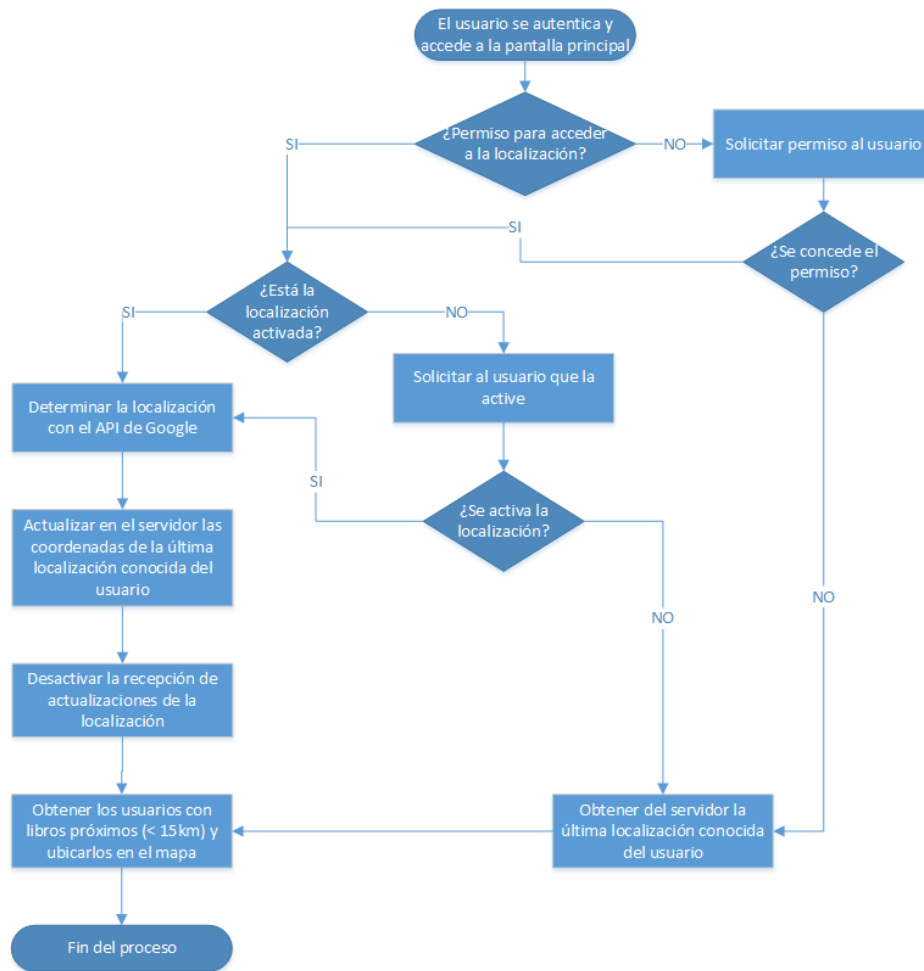 El usuario se autentica y
accede a la pantalla principal
¿Permiso para acceder
a la localización?
SI
NO
Solicitar permiso al usuario
SI
¿Se concede el
permiso?
¿Está la
localización
activada?
SI
NO
Solicitar al usuario que la
active
Determinar la localización
con el API de Google
SI
¿Se activa la
localización?
Actualizar en el servidor las
coordenadas de la última
localización conocida del
usuario
NO
NO
Desactivar la recepción de
actualizaciones de la
localización
Obtener los usuarios con
libros próximos (< 15km) y
ubicarlos en el mapa
Obtener del servidor la
última localización conocida
del usuario
Fin del proceso